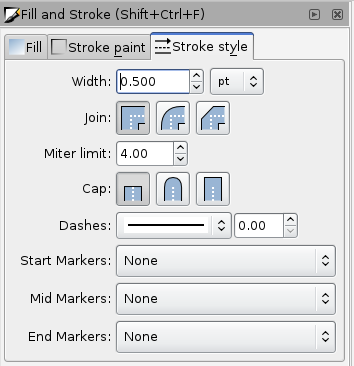 Fill and Stroke (Shift+Ctrl+F)
Fill Stroke paint Stroke style
Width: 0.500 pt
Join:
Miter limit: 4.00
Cap:
Dashes: 0.00
Start Markers: None
Mid Markers: None
End Markers: None